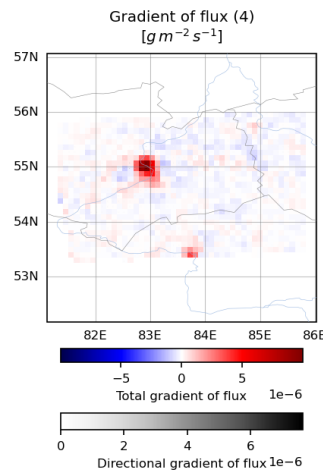 Gradient of flux (4)
[g m⁻² s⁻¹]
57N
56N
55N
54N
53N
82E 83E 84E 85E 86E
−5 0 5
1e−6
Total gradient of flux
0 2 4 6
1e−6
Directional gradient of flux